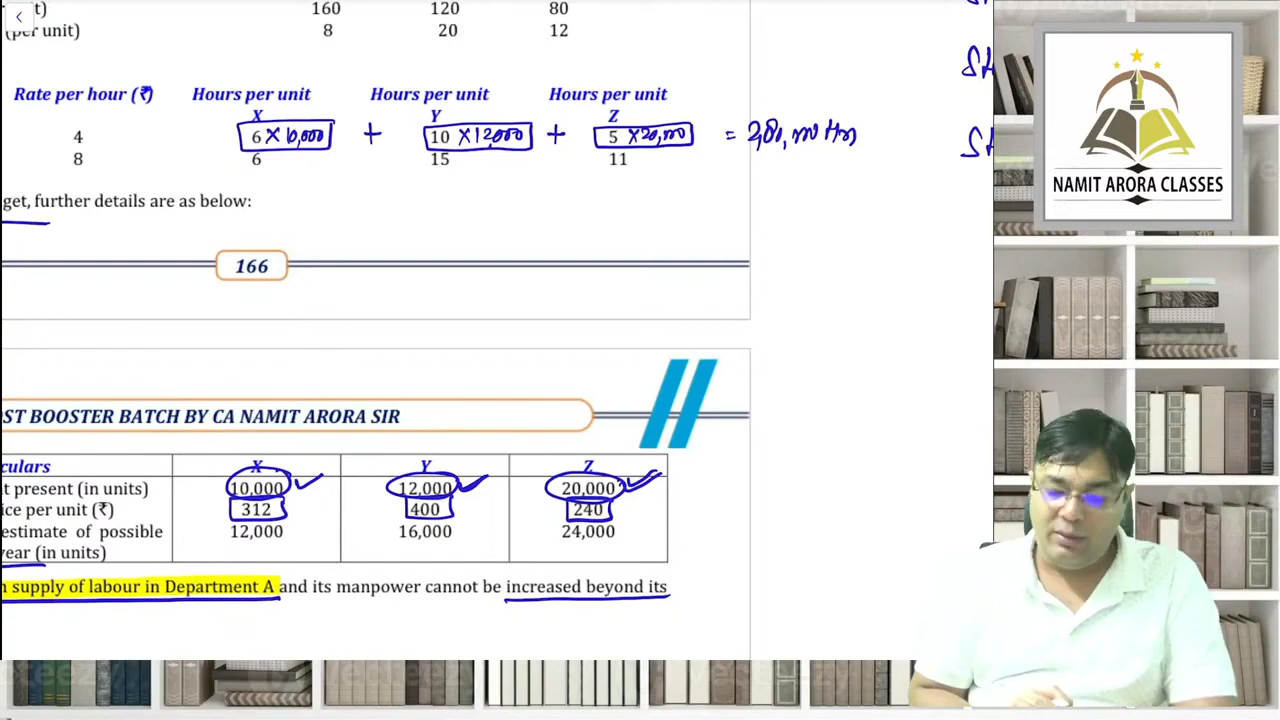 160 120 80
(per unit) 8 20 12
Rate per hour (₹) Hours per unit Hours per unit Hours per unit
X Y Z
4 6 × 10,000 + 10 × 12,000 + 5 × 20,000 = 2,80,000 Hrs
8 6 15 11
get, further details are as below:
166
OST BOOSTER BATCH BY CA NAMIT ARORA SIR
culars X Y Z
t present (in units) 10,000 12,000 20,000
ice per unit (₹) 312 400 240
estimate of possible 12,000 16,000 24,000
year (in units)
n supply of labour in Department A and its manpower cannot be increased beyond its
NAMIT ARORA CLASSES